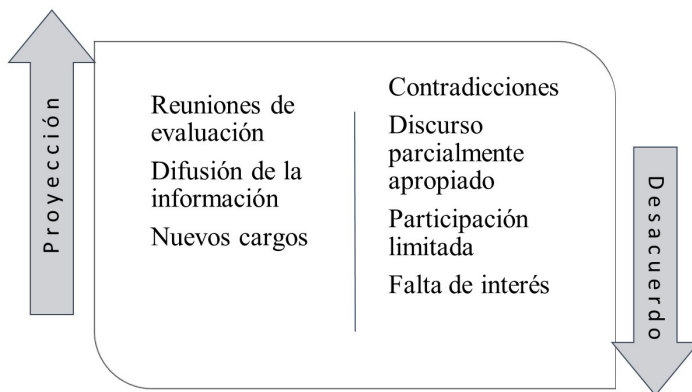 Proyección
Reuniones de
evaluación
Difusión de la
información
Nuevos cargos
Contradicciones
Discurso
parcialmente
apropiado
Participación
limitada
Falta de interés
Desacuerdo